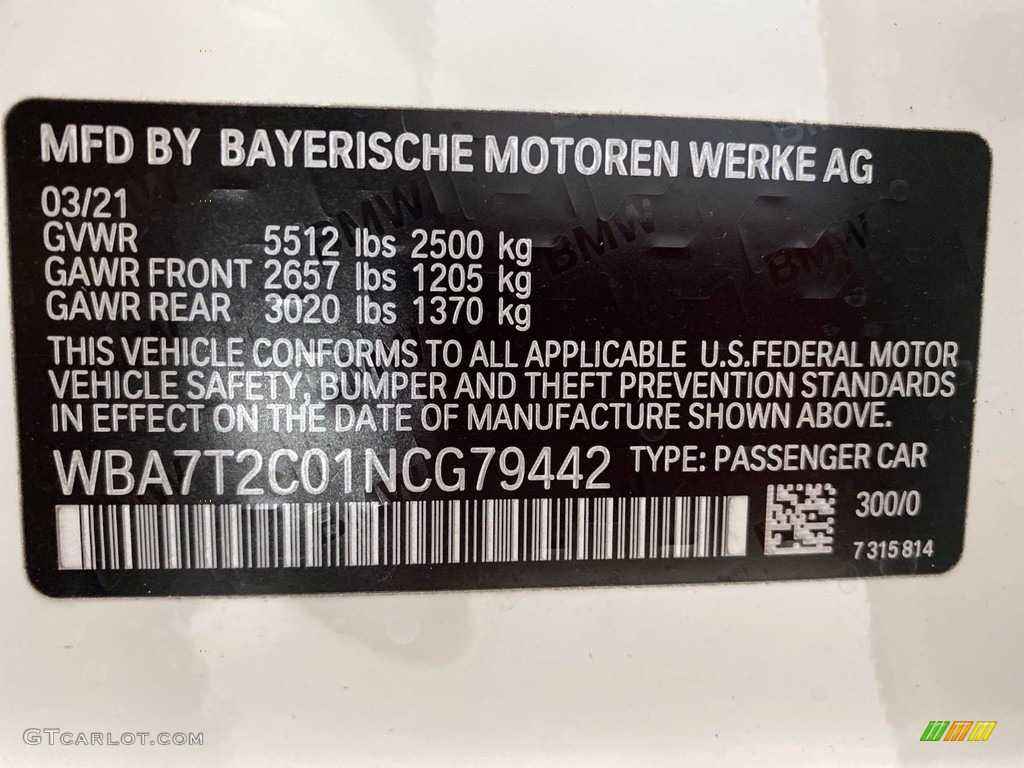 MFD BY BAYERISCHE MOTOREN WERKE AG
03/21
GVWR 5512 lbs 2500 kg
GAWR FRONT 2657 lbs 1205 kg
GAWR REAR 3020 lbs 1370 kg
BMW BMW BMW
THIS VEHICLE CONFORMS TO ALL APPLICABLE U.S.FEDERAL MOTOR
VEHICLE SAFETY, BUMPER AND THEFT PREVENTION STANDARDS
IN EFFECT ON THE DATE OF MANUFACTURE SHOWN ABOVE.
WBA7T2C01NCG79442 TYPE: PASSENGER CAR
300/0
7 315 814
GTcarlot.com